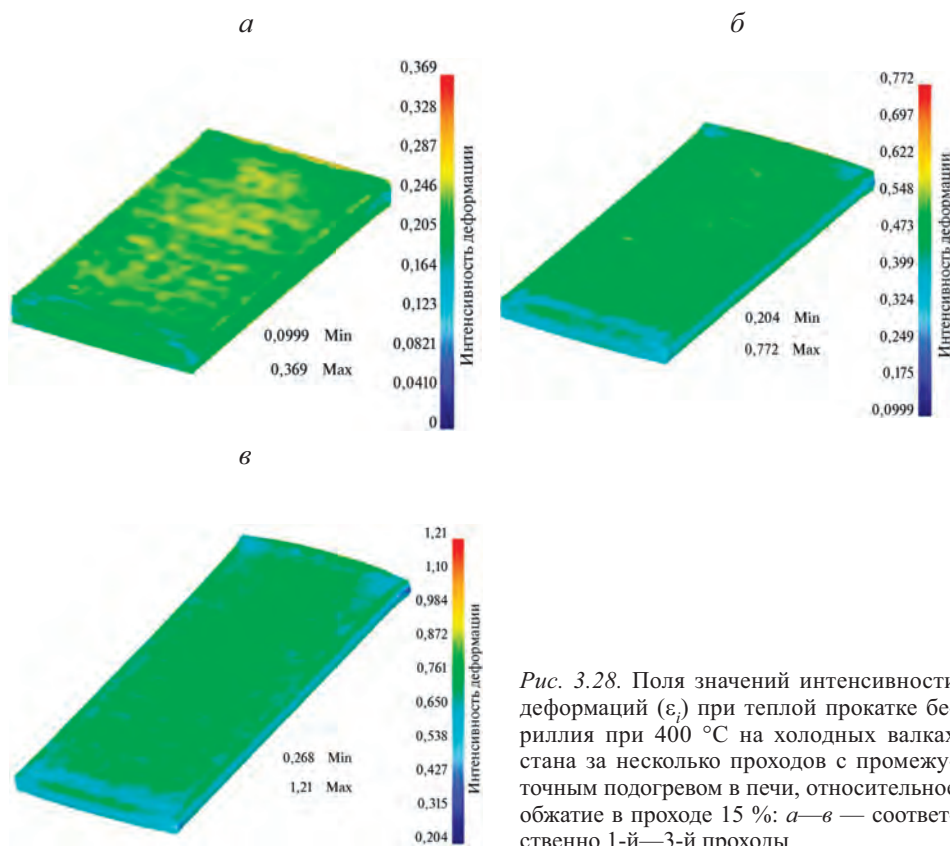 а
0,369
0,328
0,287
0,246
0,205
0,164
0,123
0,0821
0,0410
0
Интенсивность деформации
0,0999 Min
0,369 Max
б
0,772
0,697
0,622
0,548
0,473
0,399
0,324
0,249
0,175
0,0999
Интенсивность деформации
0,204 Min
0,772 Max
в
1,21
1,10
0,984
0,872
0,761
0,650
0,538
0,427
0,315
0,204
Интенсивность деформации
0,268 Min
1,21 Max
Рис. 3.28. Поля значений интенсивности
деформаций (εi) при теплой прокатке бе-
риллия при 400 °С на холодных валках
стана за несколько проходов с промежу-
точным подогревом в печи, относительное
обжатие в проходе 15 %: а—в — соответ-
ственно 1-й—3-й проходы